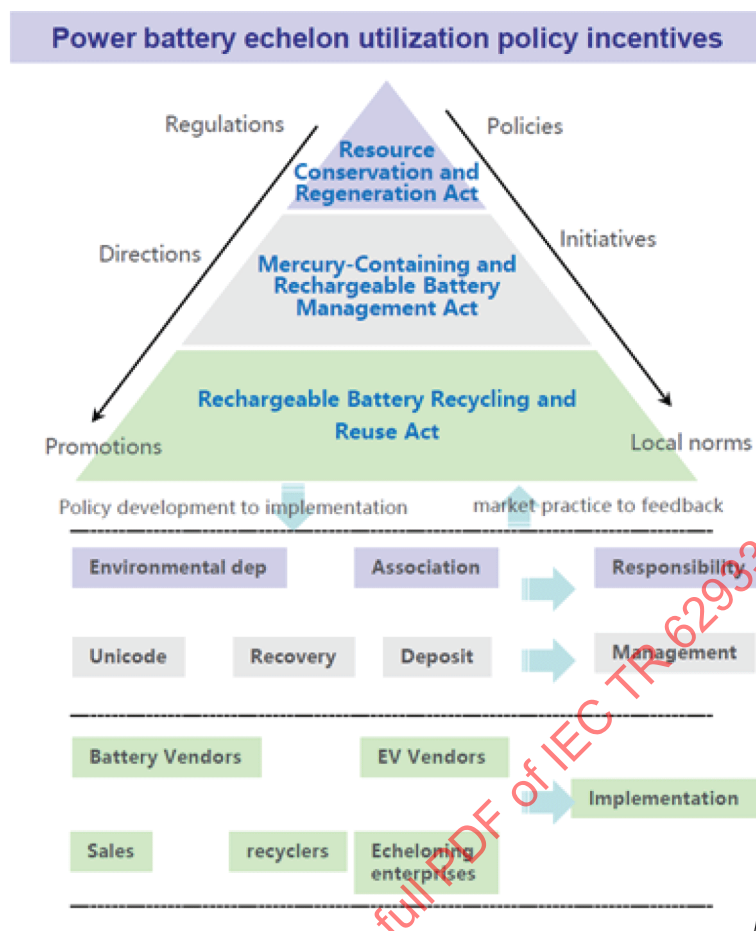 Power battery echelon utilization policy incentives
Regulations
Policies
Resource
Conservation and
Regeneration Act
Directions
Initiatives
Mercury-Containing and
Rechargeable Battery
Management Act
Rechargeable Battery Recycling and
Reuse Act
Promotions
Local norms
Policy development to implementation
market practice to feedback
Environmental dep
Association
Responsibility
Unicode
Recovery
Deposit
Management
Battery Vendors
EV Vendors
Implementation
Sales
recyclers
Echeloning
enterprises
full PDF of IEC TR 62933